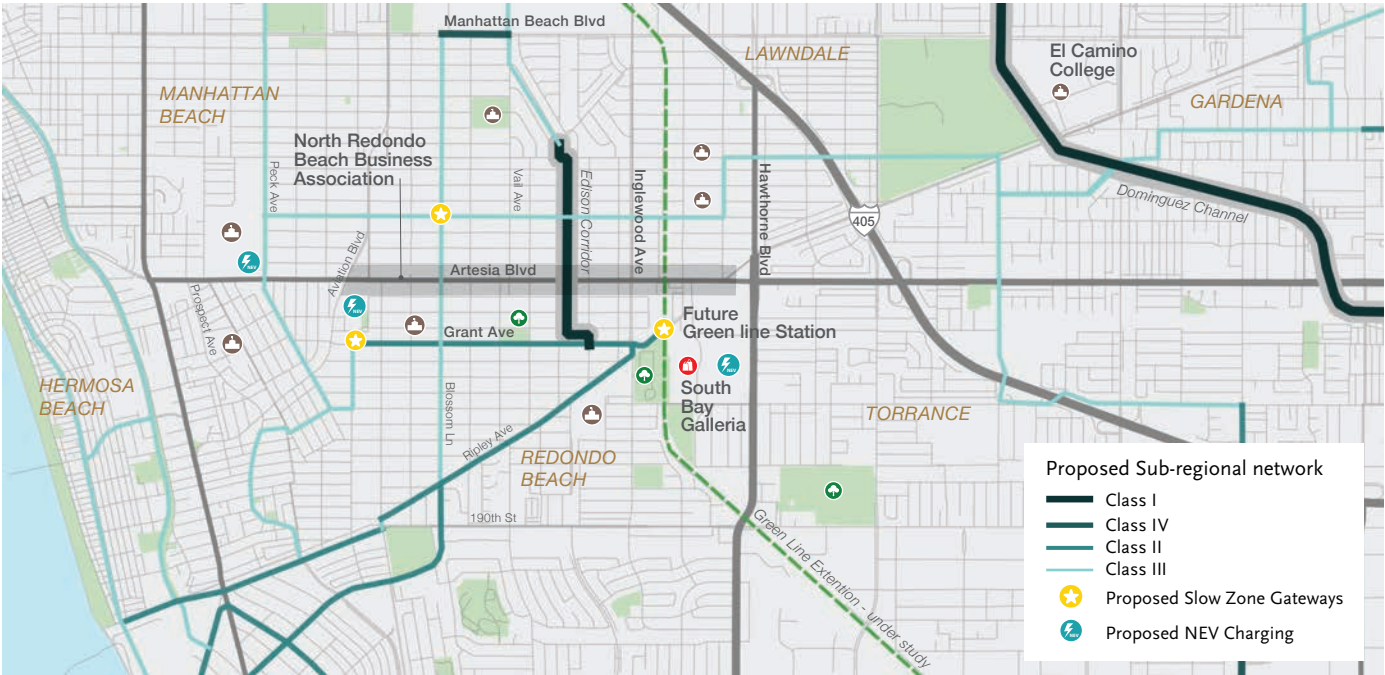 Manhattan Beach Blvd
LAWNDALE
El Camino
College
MANHATTAN
BEACH
GARDENA
North Redondo
Beach Business
Association
Peck Ave
Vail Ave
Edison Corridor
Inglewood Ave
Hawthorne Blvd
Dominguez Channel
405
Aviation Blvd
Artesia Blvd
NEV
NEV
Prospect Ave
Grant Ave
Future
Green line Station
NEV
South
Bay
Galleria
HERMOSA
BEACH
Blossom Ln
TORRANCE
Ripley Ave
REDONDO
BEACH
190th St
Green Line Extention - under study
Proposed Sub-regional network
Class I
Class IV
Class II
Class III
Proposed Slow Zone Gateways
NEV
Proposed NEV Charging